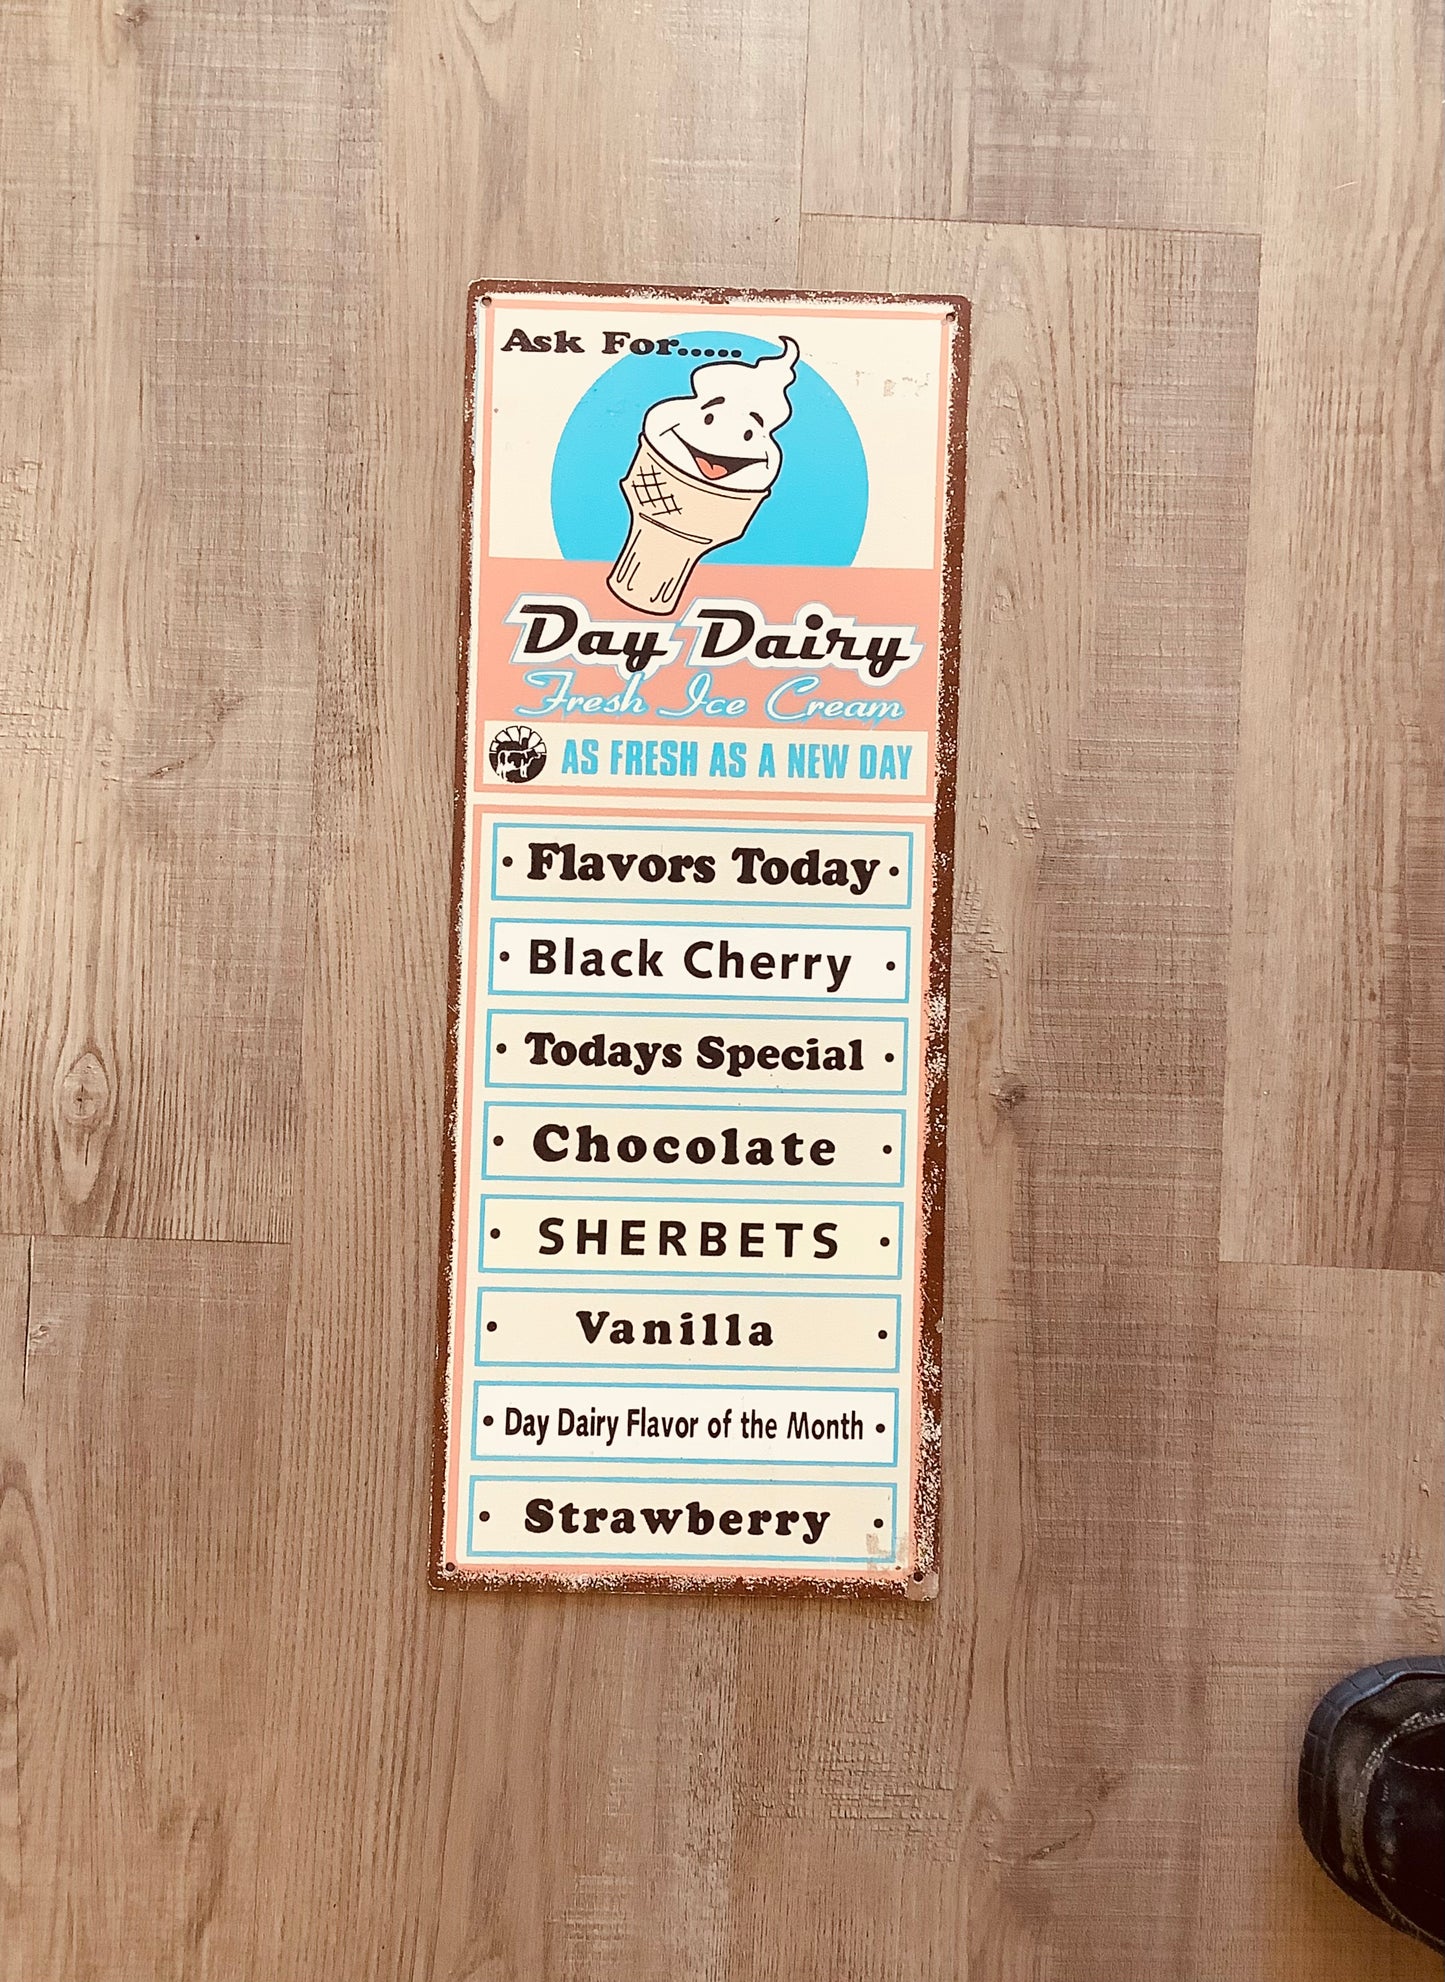 Ask For.....
Day Dairy
Fresh Ice Cream
AS FRESH AS A NEW DAY
• Flavors Today •
• Black Cherry •
• Todays Special •
• Chocolate •
• SHERBETS •
• Vanilla •
• Day Dairy Flavor of the Month •
• Strawberry •